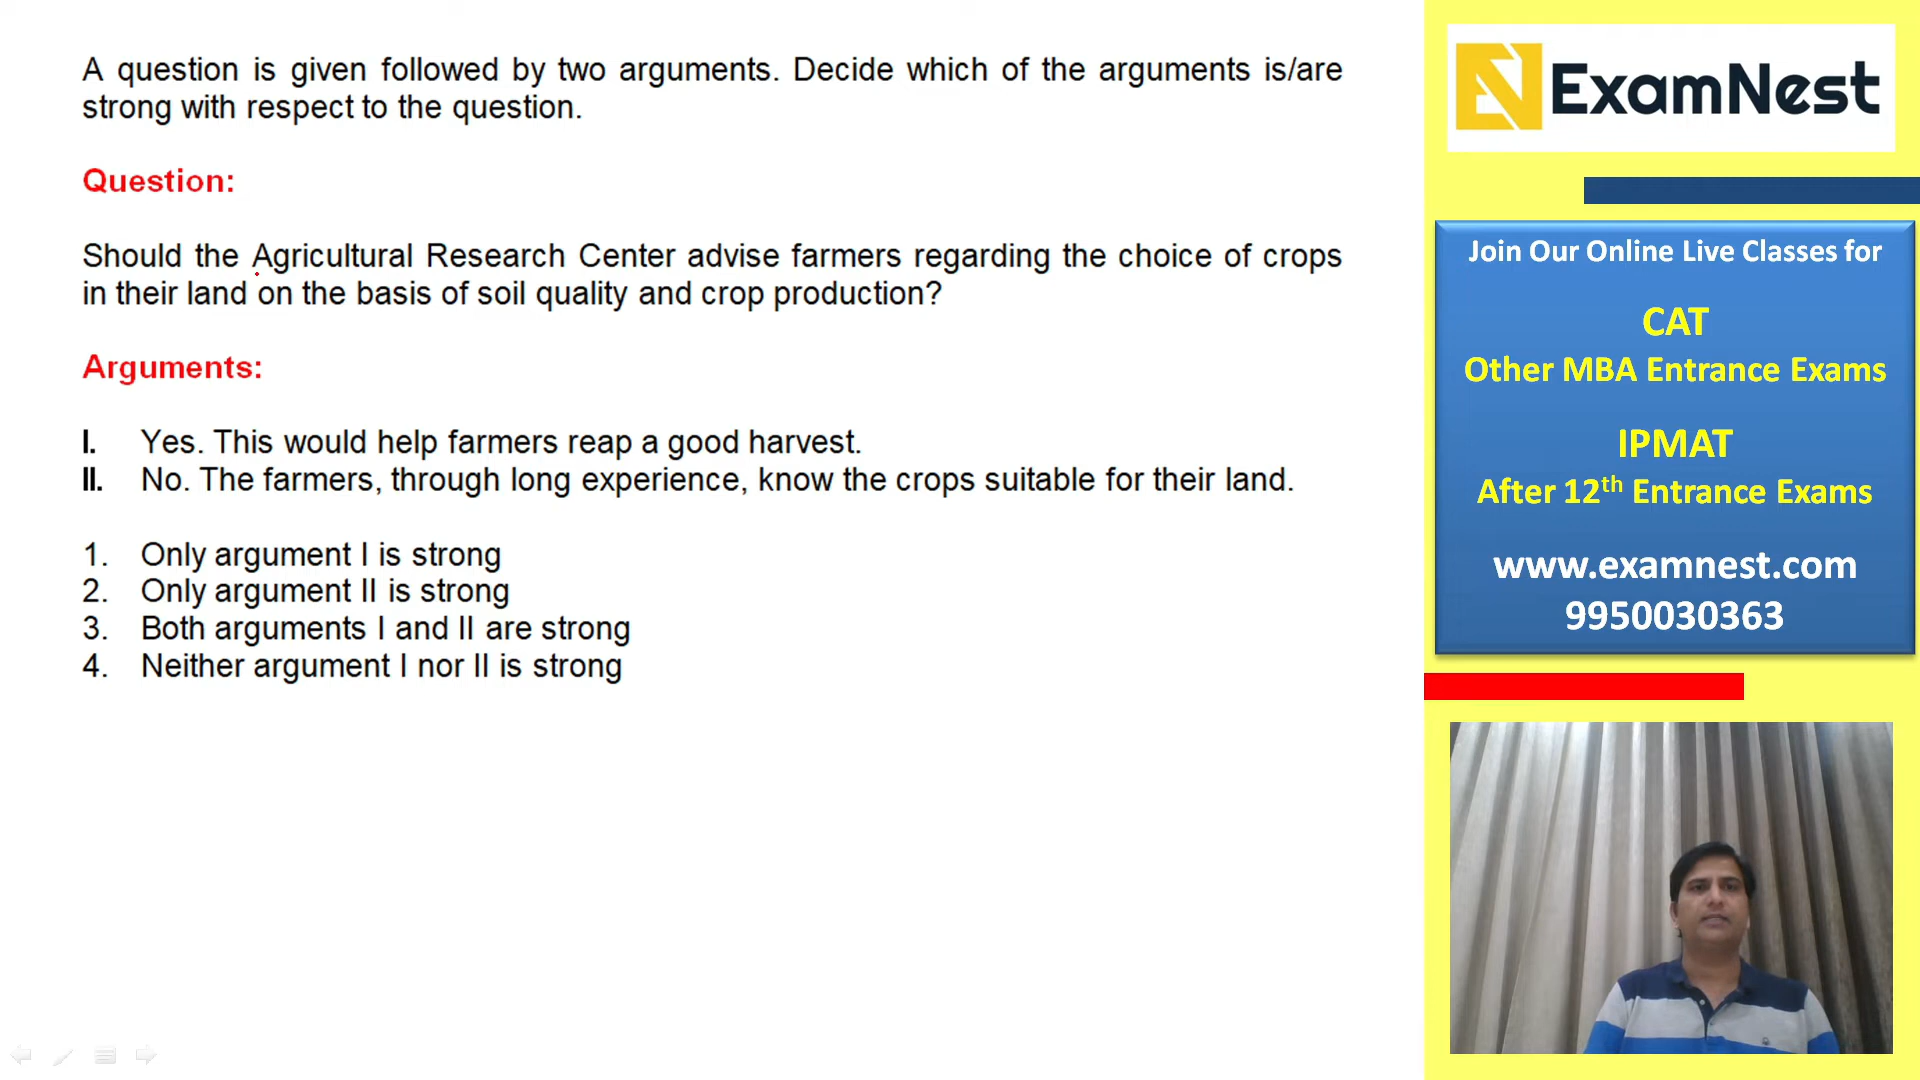 A question is given followed by two arguments. Decide which of the arguments is/are
strong with respect to the question.
Question:
Should the Agricultural Research Center advise farmers regarding the choice of crops
in their land on the basis of soil quality and crop production?
Arguments:
I. Yes. This would help farmers reap a good harvest.
II. No. The farmers, through long experience, know the crops suitable for their land.
1. Only argument I is strong
2. Only argument II is strong
3. Both arguments I and II are strong
4. Neither argument I nor II is strong
ExamNest
Join Our Online Live Classes for
CAT
Other MBA Entrance Exams
IPMAT
After 12th Entrance Exams
www.examnest.com
9950030363